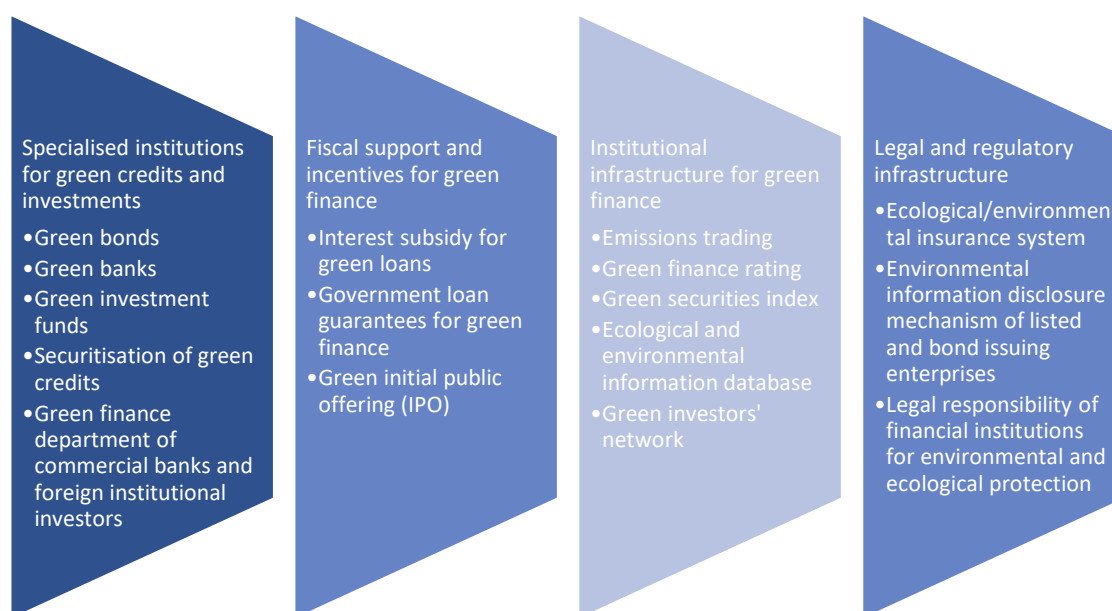 Specialised institutions
for green credits and
investments
•Green bonds
•Green banks
•Green investment
funds
•Securitisation of green
credits
•Green finance
department of
commercial banks and
foreign institutional
investors
Fiscal support and
incentives for green
finance
•Interest subsidy for
green loans
•Government loan
guarantees for green
finance
•Green initial public
offering (IPO)
Institutional
infrastructure for green
finance
•Emissions trading
•Green finance rating
•Green securities index
•Ecological and
environmental
information database
•Green investors'
network
Legal and regulatory
infrastructure
•Ecological/environmen
tal insurance system
•Environmental
information disclosure
mechanism of listed
and bond issuing
enterprises
•Legal responsibility of
financial institutions
for environmental and
ecological protection